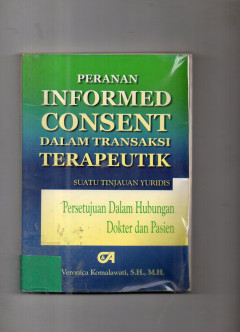 PERANAN
INFORMED
CONSENT
DALAM TRANSAKSI
TERAPEUTIK
SUATU TINJAUAN YURIDIS
Persetujuan Dalam Hubungan
Dokter dan Pasien
Veronica Komalawati, S.H., M.H.